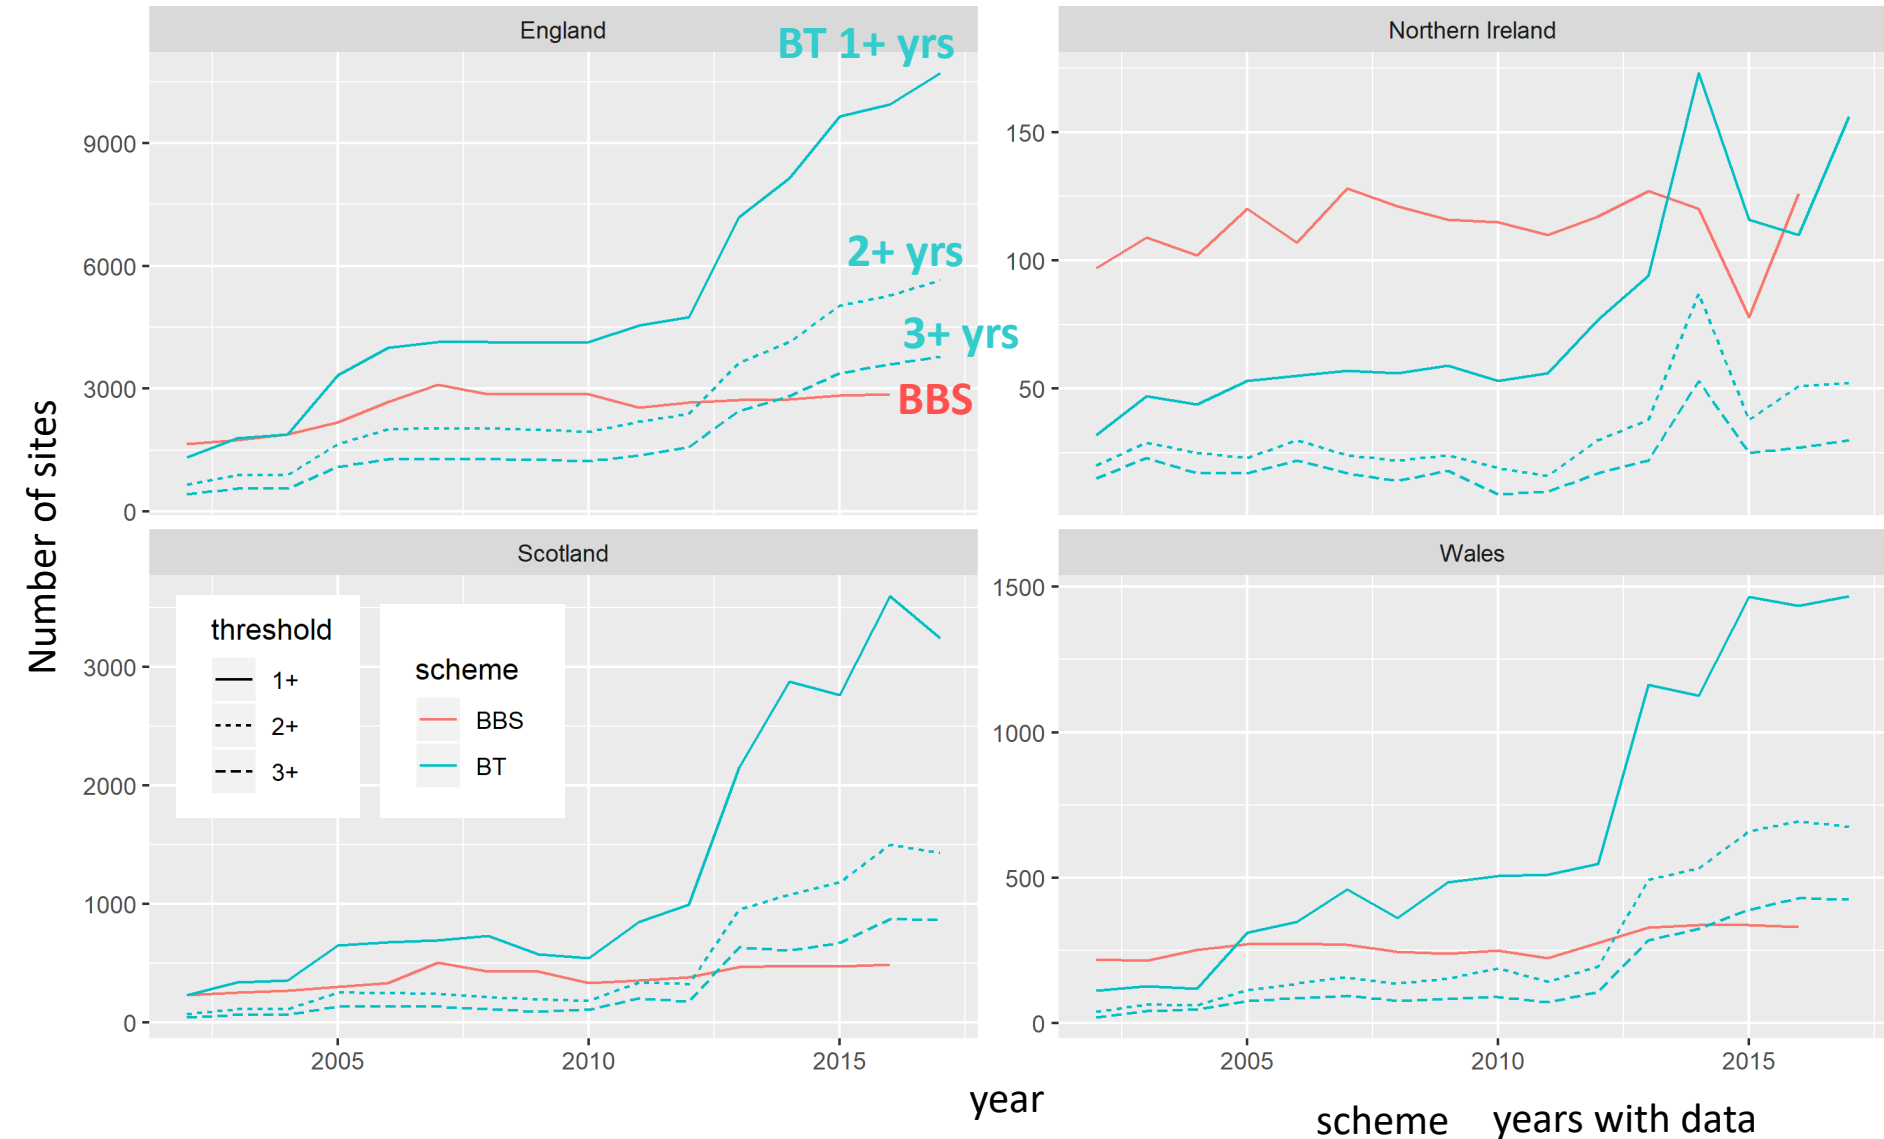 England
BT 1+ yrs
2+ yrs
3+ yrs
BBS
9000
6000
3000
0
Northern Ireland
150
100
50
Number of sites
Scotland
threshold
1+
2+
3+
scheme
BBS
BT
3000
2000
1000
0
2005 2010 2015
Wales
1500
1000
500
0
2005 2010 2015
year
scheme years with data